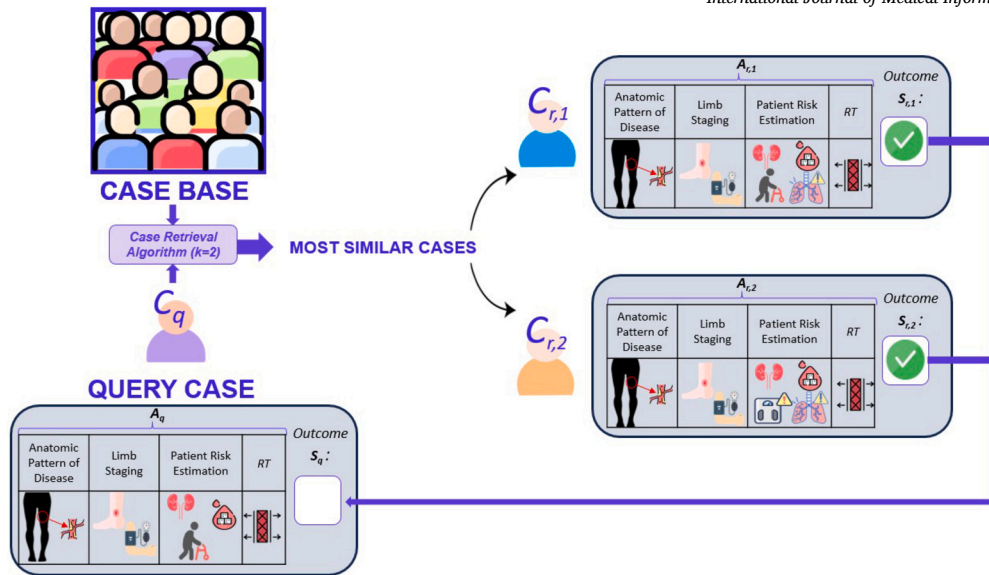 International Journal of Medical Inform
CASE BASE
Case Retrieval
Algorithm (k=2)
MOST SIMILAR CASES
C_q
QUERY CASE
A_q
Anatomic
Pattern of
Disease
Limb
Staging
Patient Risk
Estimation
RT
Outcome
S_q :
C_r,1
A_r,1
Anatomic
Pattern of
Disease
Limb
Staging
Patient Risk
Estimation
RT
Outcome
S_r,1 :
C_r,2
A_r,2
Anatomic
Pattern of
Disease
Limb
Staging
Patient Risk
Estimation
RT
Outcome
S_r,2 :